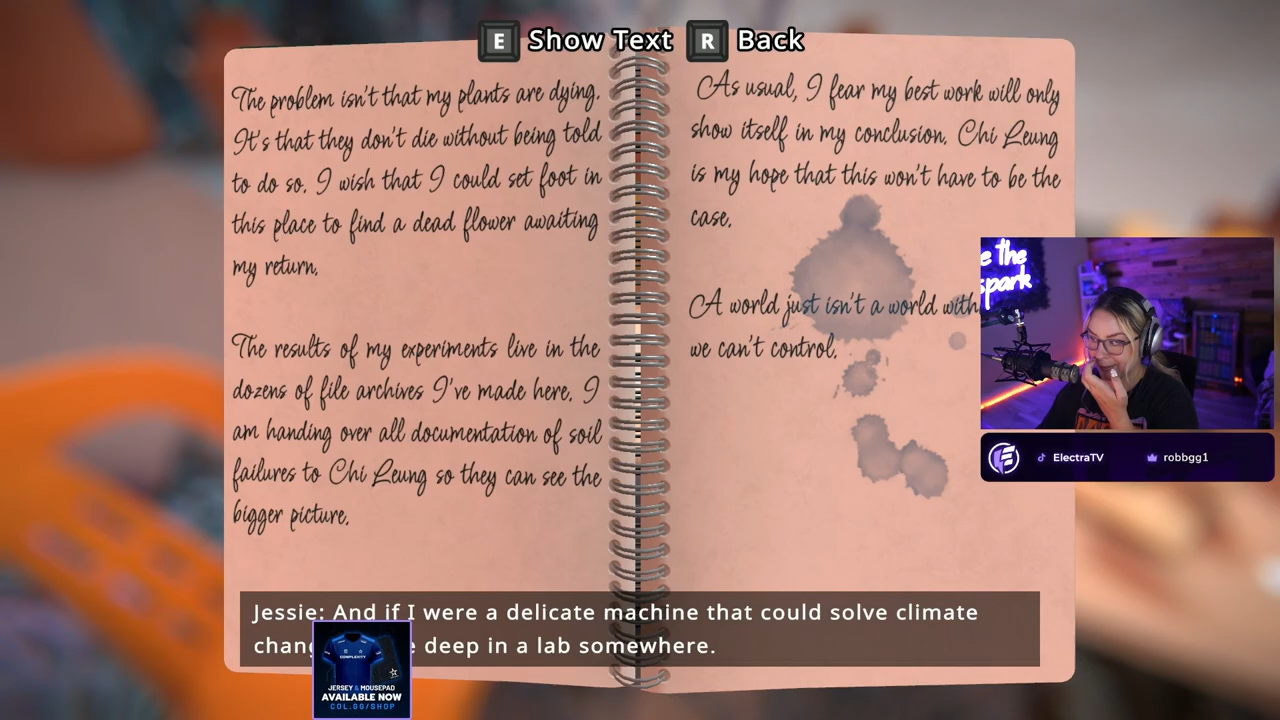 E Show Text R Back
The problem isn't that my plants are dying.
It's that they don't die without being told
to do so. I wish that I could set foot in
this place to find a dead flower awaiting
my return.
The results of my experiments live in the
dozens of file archives I've made here. I
am handing over all documentation of soil
failures to Chi Leung so they can see the
bigger picture.
As usual, I fear my best work will only
show itself in my conclusion. Chi Leung
is my hope that this won't have to be the
case.
A world just isn't a world
we can't control.
e the
spark
ElectraTV robbgg1
Jessie: And if I were a delicate machine that could solve climate
deep in a lab somewhere.
COMPLEXITY
JERSEY & MOUSEPAD
AVAILABLE NOW
COL.GG/SHOP